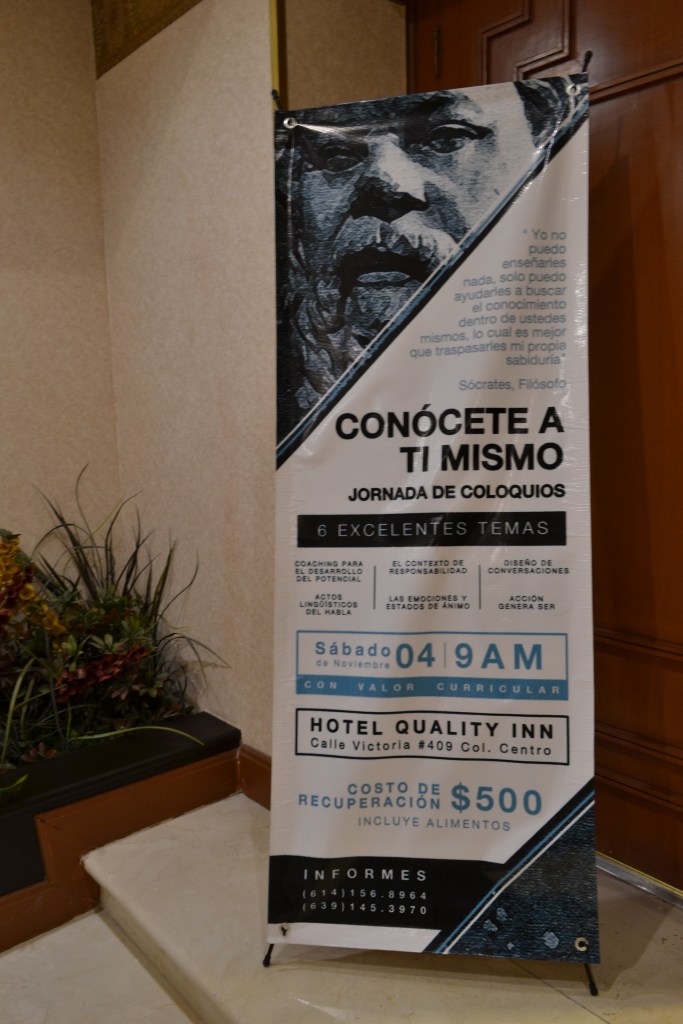 " Yo no
puedo
enseñarles
nada, solo puedo
ayudarles a buscar
el conocimiento
dentro de ustedes
mismos, lo cual es mejor
que traspasarles mi propia
sabiduría"
Sócrates, Filósofo
CONÓCETE A
TI MISMO
JORNADA DE COLOQUIOS
6 EXCELENTES TEMAS
COACHING PARA
EL DESARROLLO
DEL POTENCIAL
EL CONTEXTO DE
RESPONSABILIDAD
DISEÑO DE
CONVERSACIONES
ACTOS
LINGÜÍSTICOS
DEL HABLA
LAS EMOCIONES Y
ESTADOS DE ÁNIMO
ACCIÓN
GENERA SER
Sábado
de Noviembre
04 | 9 AM
CON VALOR CURRICULAR
HOTEL QUALITY INN
Calle Victoria #409 Col. Centro
COSTO DE
RECUPERACIÓN
$500
INCLUYE ALIMENTOS
INFORMES
(614)156.8964
(639)145.3970